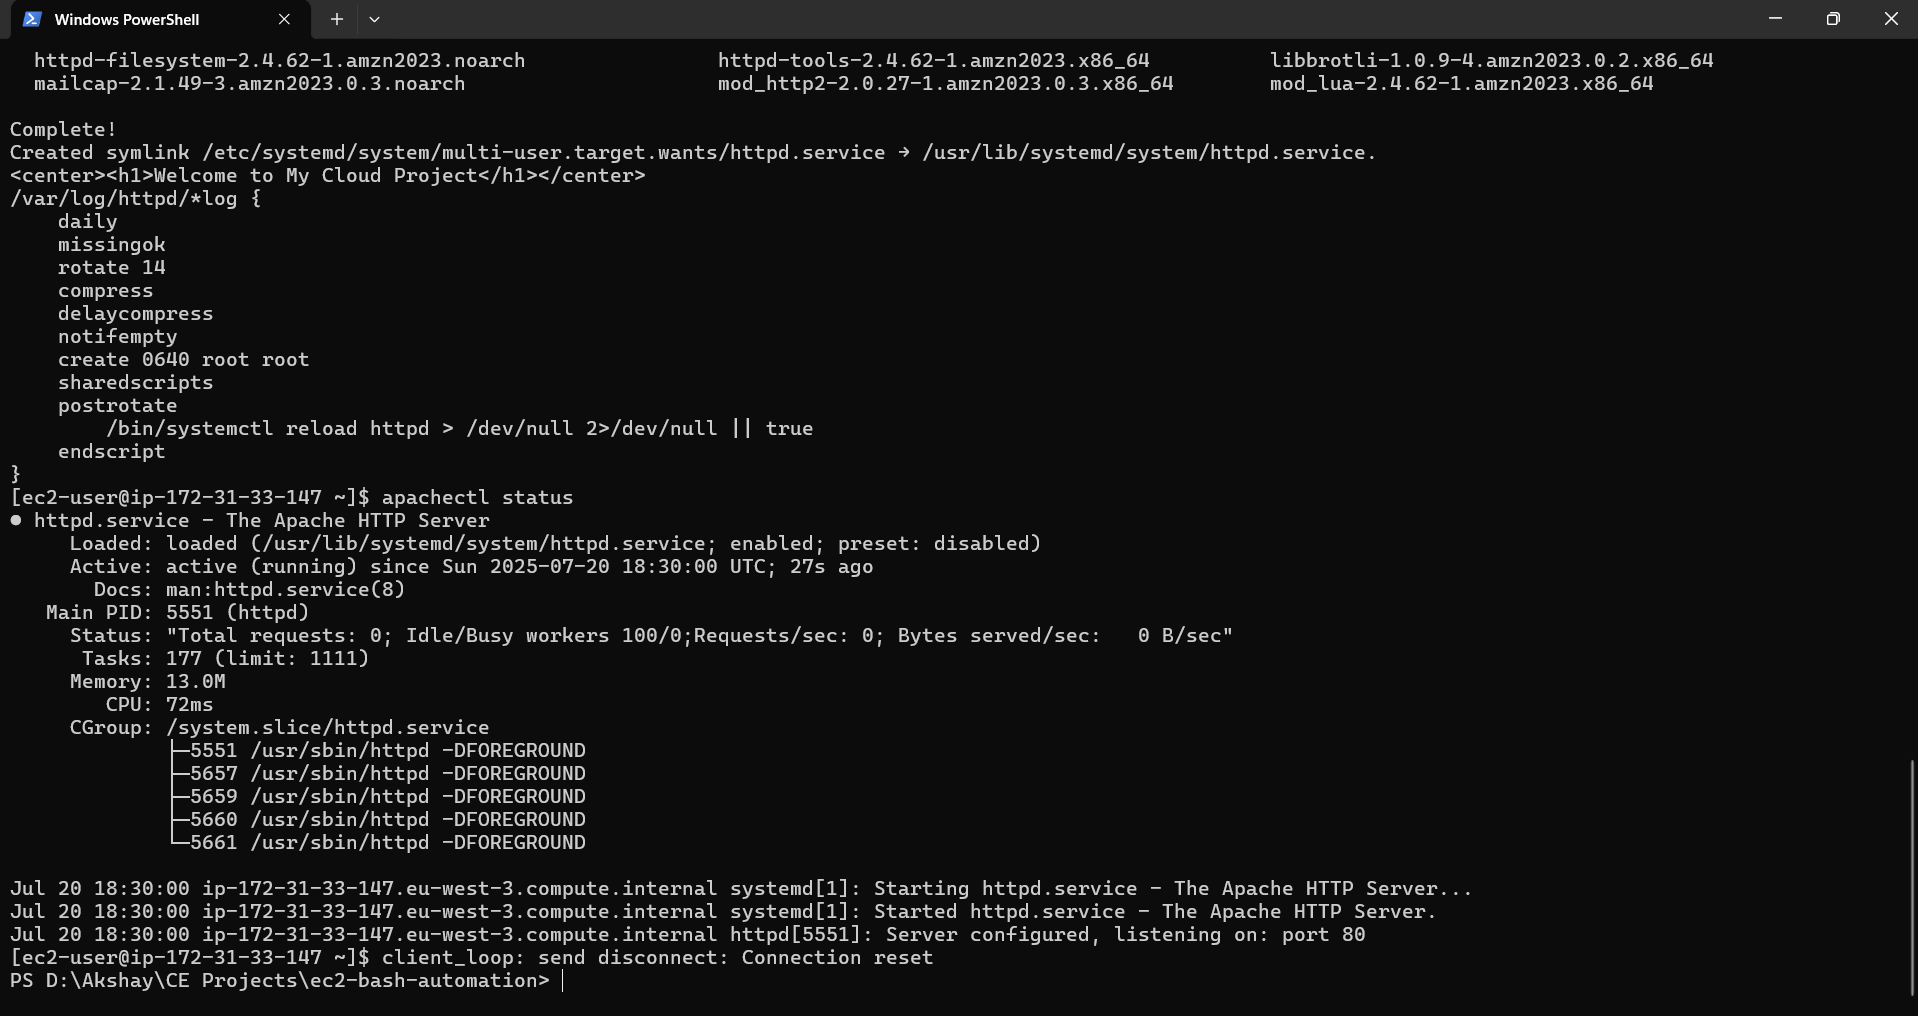 Windows PowerShell
httpd-filesystem-2.4.62-1.amzn2023.noarch httpd-tools-2.4.62-1.amzn2023.x86_64 libbrotli-1.0.9-4.amzn2023.0.2.x86_64
mailcap-2.1.49-3.amzn2023.0.3.noarch mod_http2-2.0.27-1.amzn2023.0.3.x86_64 mod_lua-2.4.62-1.amzn2023.x86_64
Complete!
Created symlink /etc/systemd/system/multi-user.target.wants/httpd.service → /usr/lib/systemd/system/httpd.service.
<center><h1>Welcome to My Cloud Project</h1></center>
/var/log/httpd/*log {
daily
missingok
rotate 14
compress
delaycompress
notifempty
create 0640 root root
sharedscripts
postrotate
/bin/systemctl reload httpd > /dev/null 2>/dev/null || true
endscript
}
[ec2-user@ip-172-31-33-147 ~]$ apachectl status
● httpd.service - The Apache HTTP Server
Loaded: loaded (/usr/lib/systemd/system/httpd.service; enabled; preset: disabled)
Active: active (running) since Sun 2025-07-20 18:30:00 UTC; 27s ago
Docs: man:httpd.service(8)
Main PID: 5551 (httpd)
Status: "Total requests: 0; Idle/Busy workers 100/0;Requests/sec: 0; Bytes served/sec:   0 B/sec"
Tasks: 177 (limit: 1111)
Memory: 13.0M
CPU: 72ms
CGroup: /system.slice/httpd.service
├─5551 /usr/sbin/httpd -DFOREGROUND
├─5657 /usr/sbin/httpd -DFOREGROUND
├─5659 /usr/sbin/httpd -DFOREGROUND
├─5660 /usr/sbin/httpd -DFOREGROUND
└─5661 /usr/sbin/httpd -DFOREGROUND
Jul 20 18:30:00 ip-172-31-33-147.eu-west-3.compute.internal systemd[1]: Starting httpd.service - The Apache HTTP Server...
Jul 20 18:30:00 ip-172-31-33-147.eu-west-3.compute.internal systemd[1]: Started httpd.service - The Apache HTTP Server.
Jul 20 18:30:00 ip-172-31-33-147.eu-west-3.compute.internal httpd[5551]: Server configured, listening on: port 80
[ec2-user@ip-172-31-33-147 ~]$ client_loop: send disconnect: Connection reset
PS D:\Akshay\CE Projects\ec2-bash-automation>